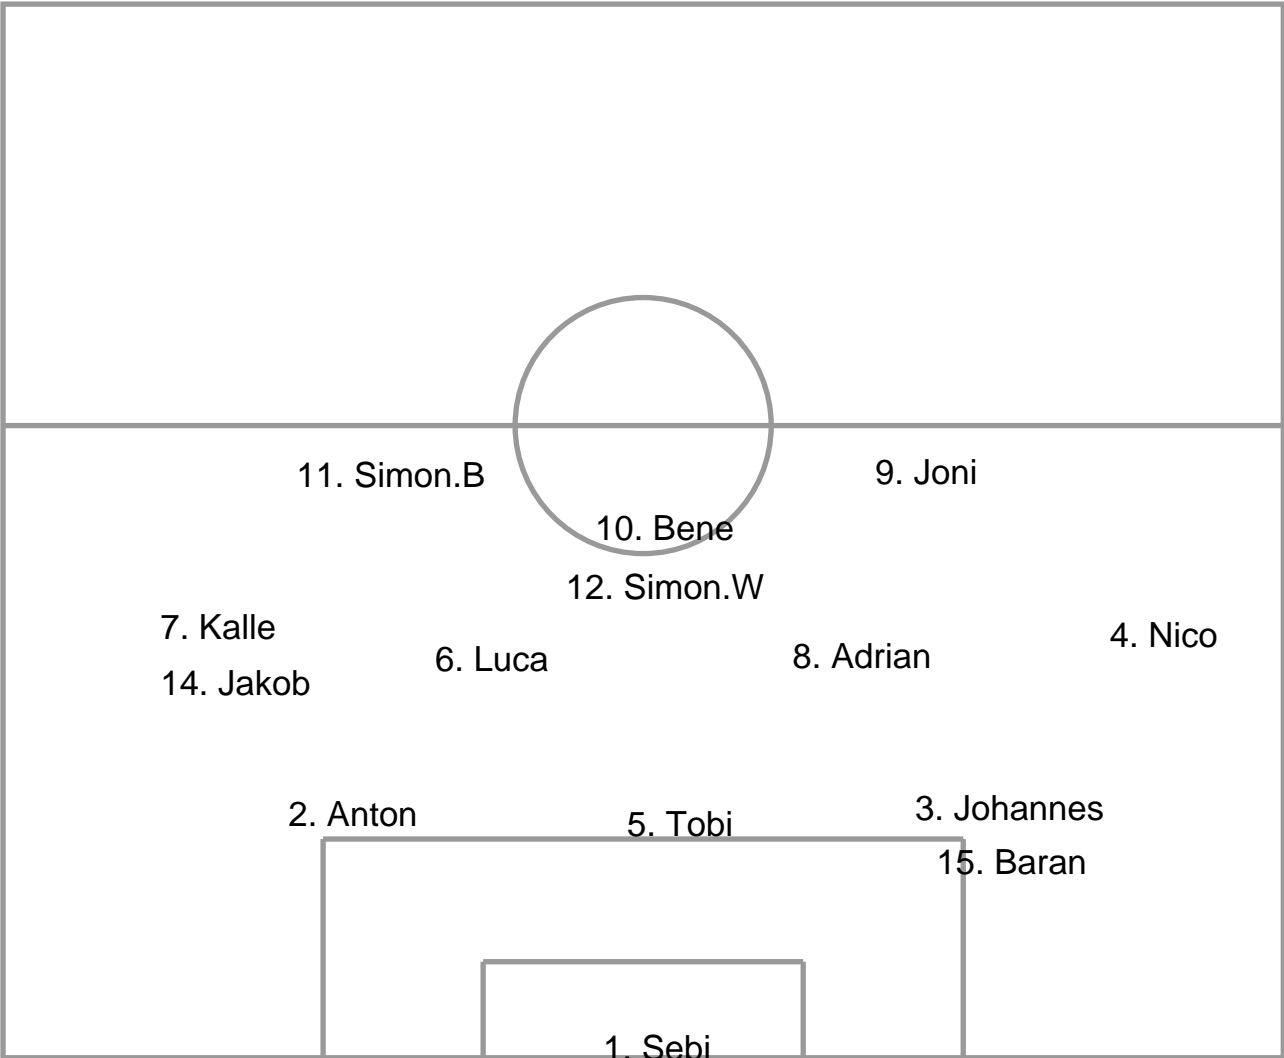 11. Simon.B
9. Joni
10. Bene
12. Simon.W
7. Kalle
4. Nico
6. Luca
8. Adrian
14. Jakob
2. Anton
5. Tobi
3. Johannes
15. Baran
1. Sebi